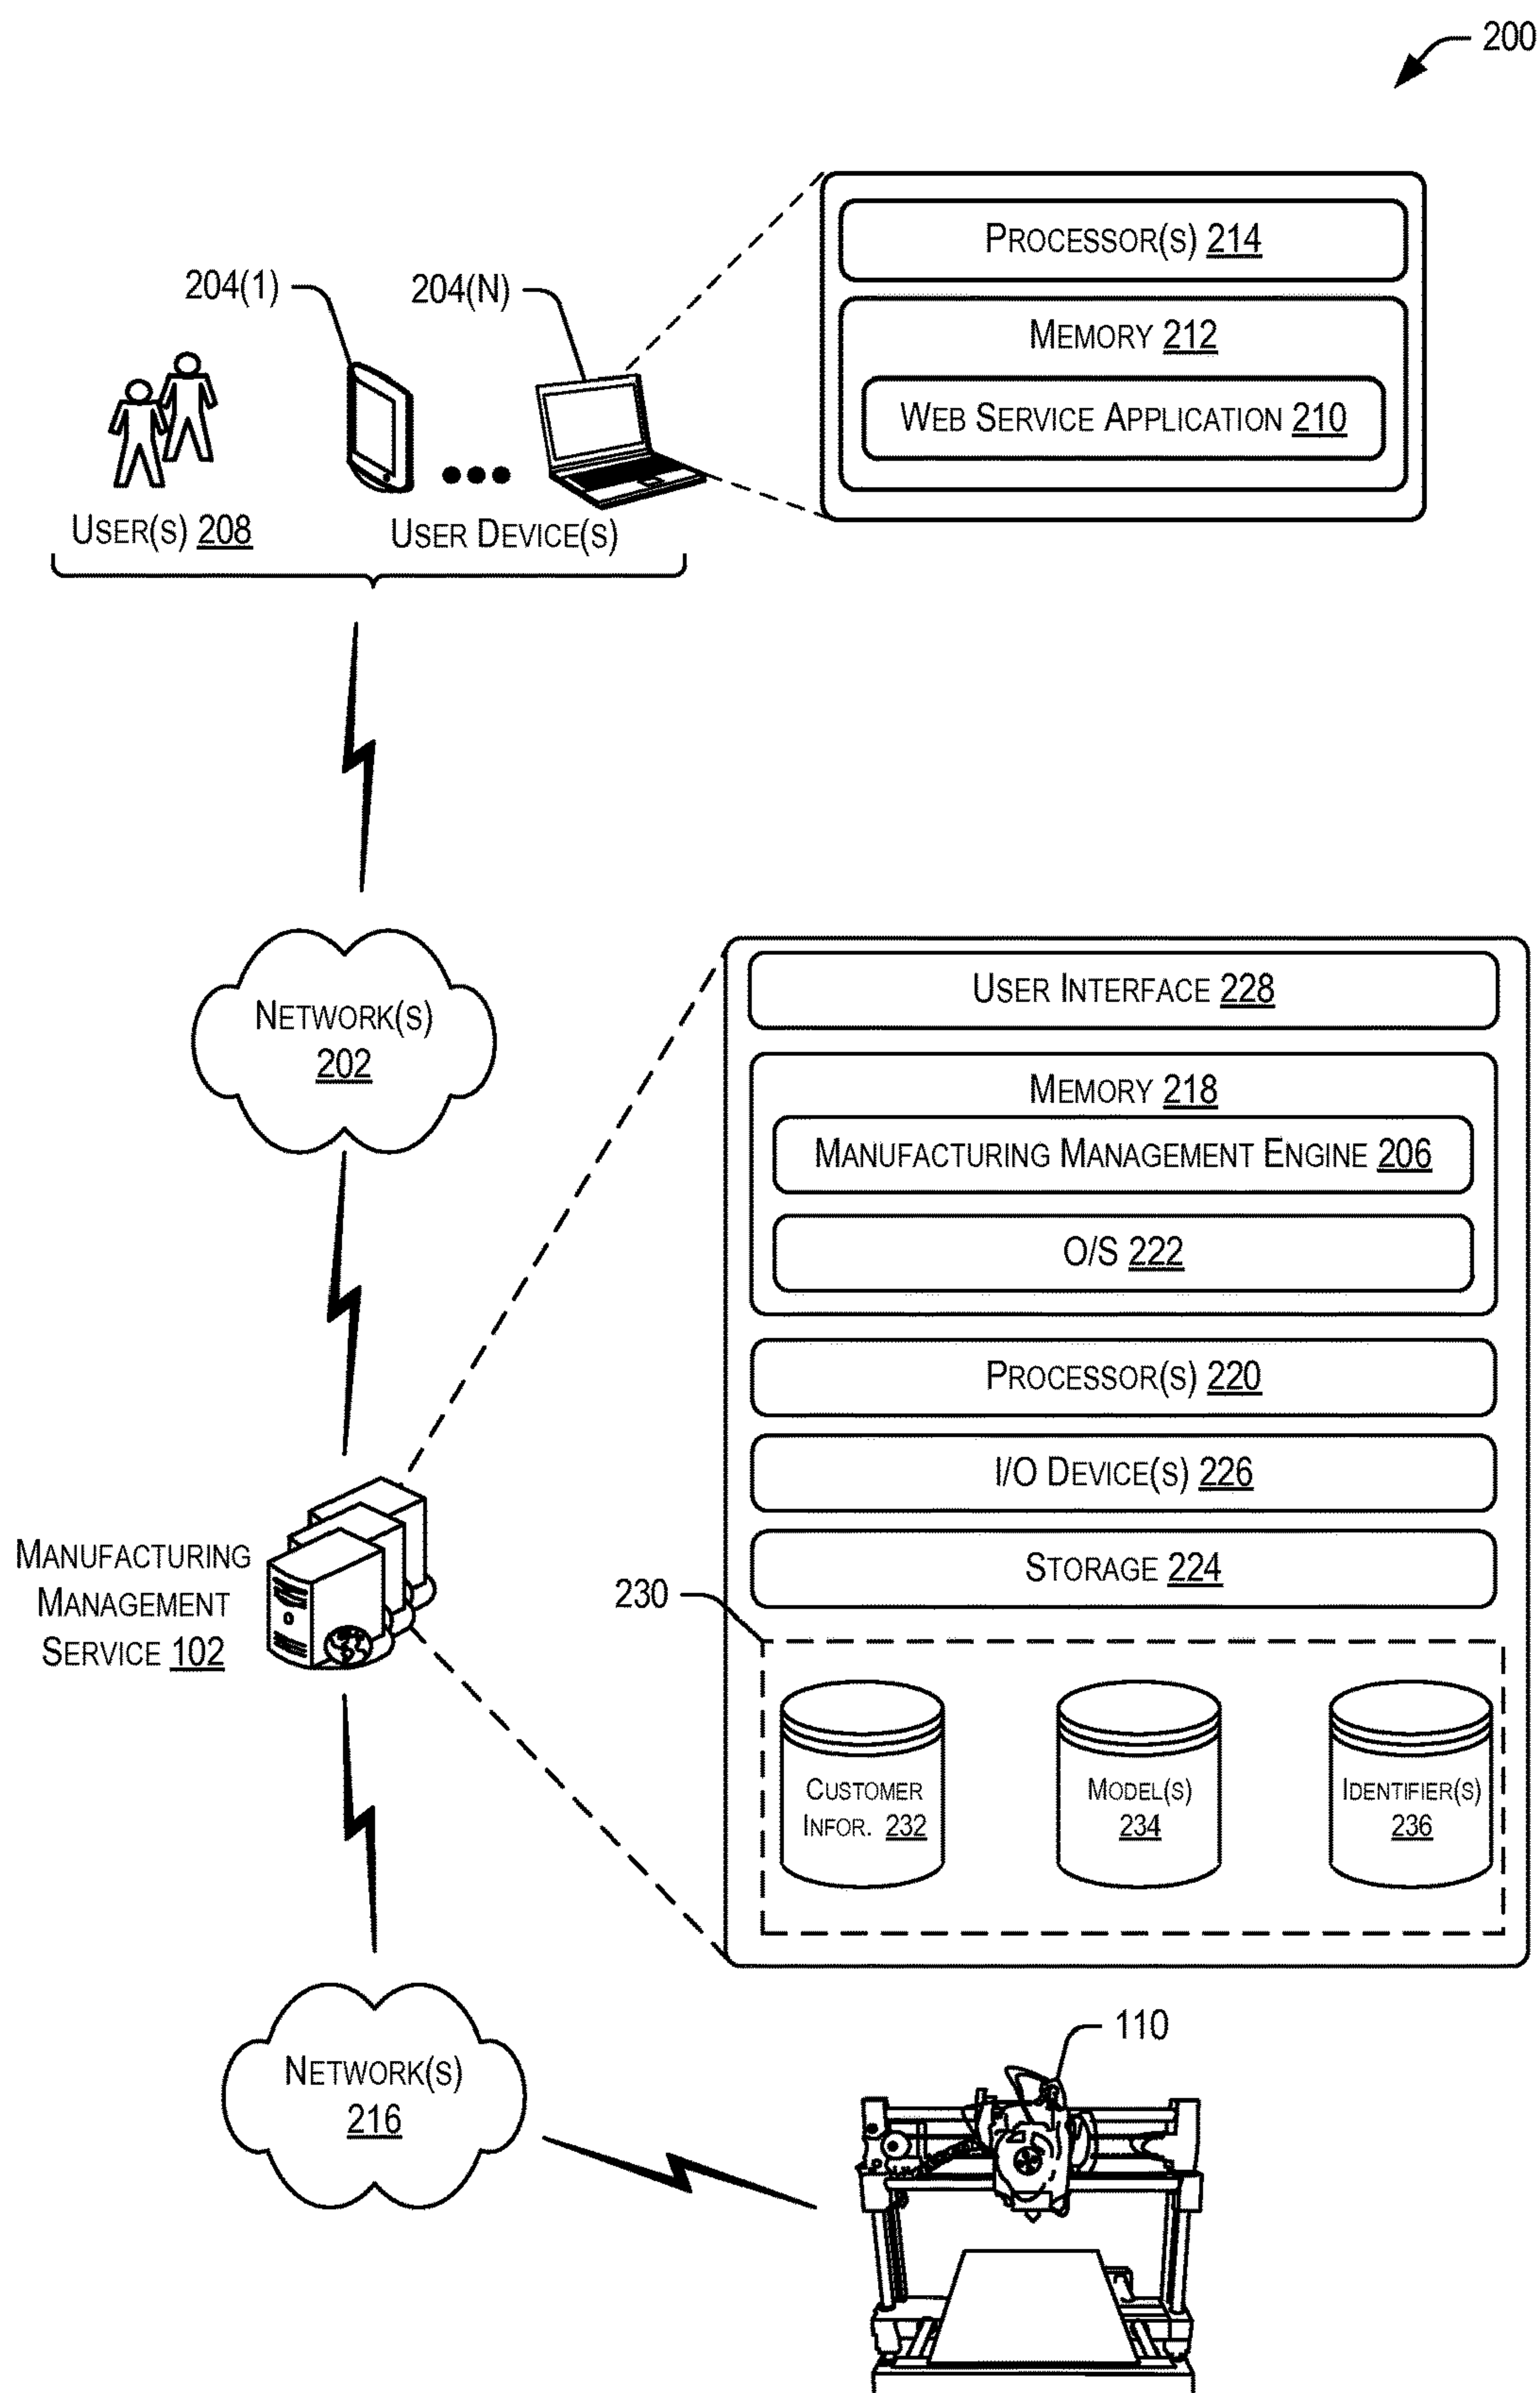 200
PROCESSOR(S) 214
MEMORY 212
WEB SERVICE APPLICATION 210
204(1)
204(N)
USER(S) 208
USER DEVICE(S)
NETWORK(S)
202
USER INTERFACE 228
MEMORY 218
MANUFACTURING MANAGEMENT ENGINE 206
O/S 222
PROCESSOR(S) 220
I/O DEVICE(S) 226
STORAGE 224
230
CUSTOMER
INFOR. 232
MODEL(S)
234
IDENTIFIER(S)
236
MANUFACTURING
MANAGEMENT
SERVICE 102
NETWORK(S)
216
110